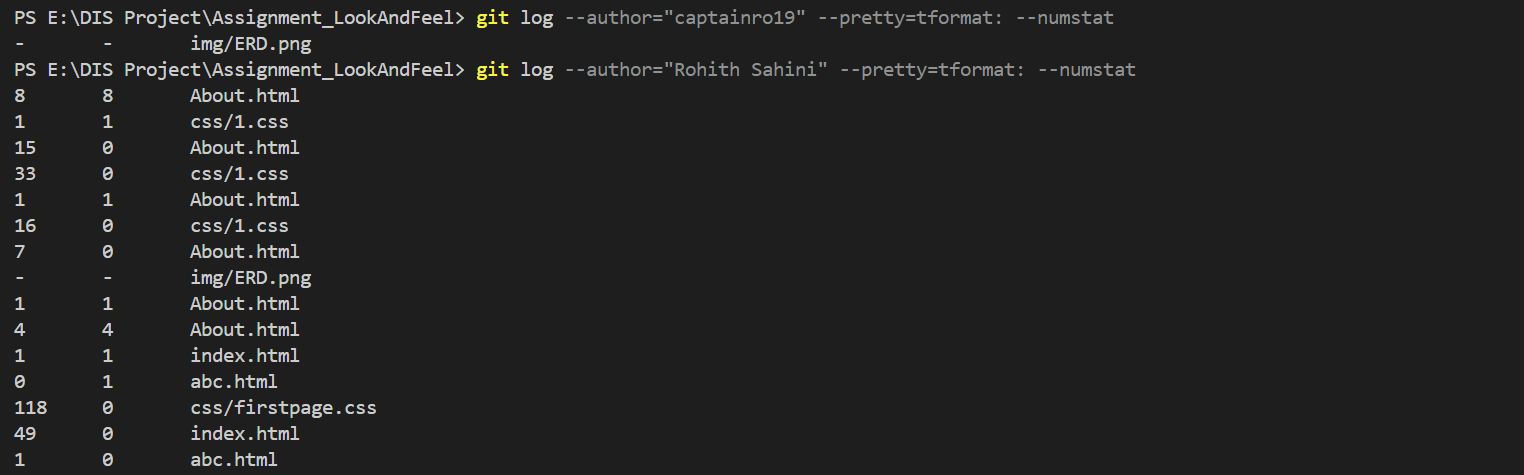 PS E:\DIS Project\Assignment_LookAndFeel> git log --author="captainro19" --pretty=tformat: --numstat
- - img/ERD.png
PS E:\DIS Project\Assignment_LookAndFeel> git log --author="Rohith Sahini" --pretty=tformat: --numstat
8 8 About.html
1 1 css/1.css
15 0 About.html
33 0 css/1.css
1 1 About.html
16 0 css/1.css
7 0 About.html
- - img/ERD.png
1 1 About.html
4 4 About.html
1 1 index.html
0 1 abc.html
118 0 css/firstpage.css
49 0 index.html
1 0 abc.html